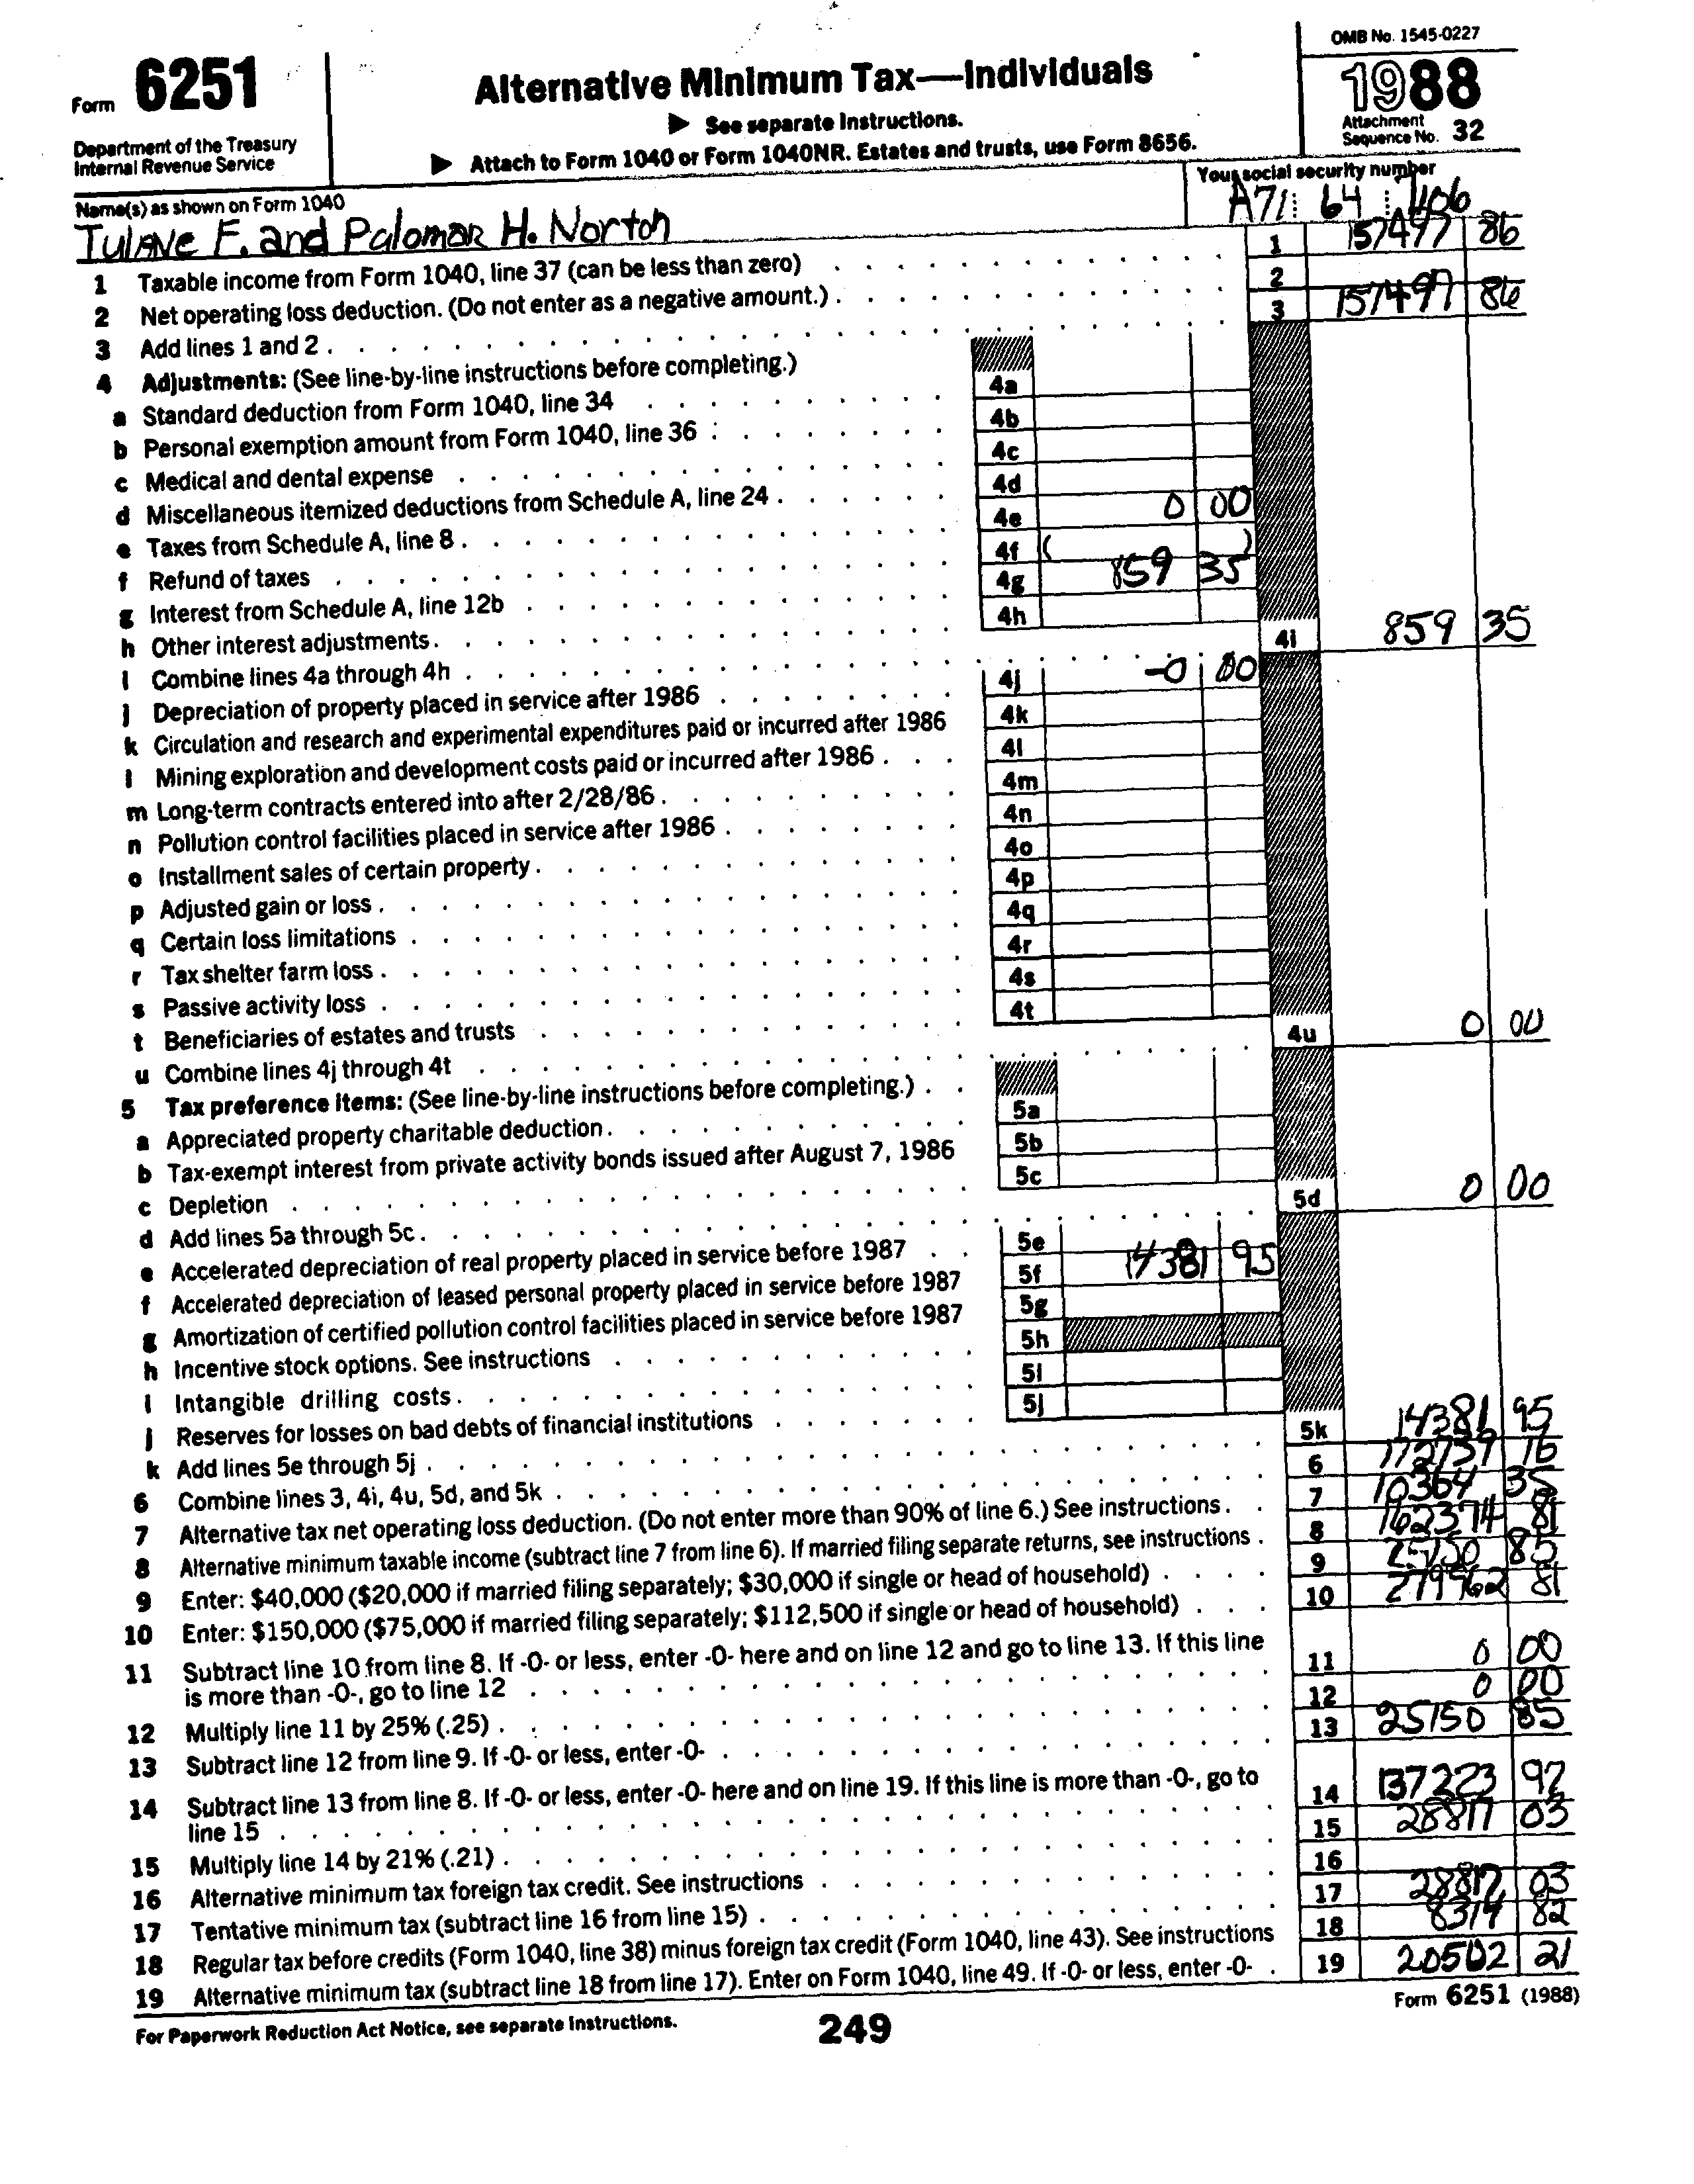 Form 6251
Department of the Treasury
Internal Revenue Service
Alternative Minimum Tax—Individuals
▶ See separate Instructions.
▶ Attach to Form 1040 or Form 1040NR. Estates and trusts, use Form 8656.
OMB No. 1545-0227
1988
Attachment
Sequence No. 32
Name(s) as shown on Form 1040
Your social security number
Tulane F. and Palomar H. Norton
A71 64 1106
1 Taxable income from Form 1040, line 37 (can be less than zero) 1 157497 86
2 Net operating loss deduction. (Do not enter as a negative amount.) 2
3 Add lines 1 and 2 3 157497 86
4 Adjustments: (See line-by-line instructions before completing.)
a Standard deduction from Form 1040, line 34 4a
b Personal exemption amount from Form 1040, line 36 4b
c Medical and dental expense 4c
d Miscellaneous itemized deductions from Schedule A, line 24 4d
e Taxes from Schedule A, line 8 4e 0 00
f Refund of taxes 4f ( )
g Interest from Schedule A, line 12b 4g 859 35
h Other interest adjustments 4h
i Combine lines 4a through 4h 4i 859 35
j Depreciation of property placed in service after 1986 4j -0 00
k Circulation and research and experimental expenditures paid or incurred after 1986 4k
l Mining exploration and development costs paid or incurred after 1986 4l
m Long-term contracts entered into after 2/28/86 4m
n Pollution control facilities placed in service after 1986 4n
o Installment sales of certain property 4o
p Adjusted gain or loss 4p
q Certain loss limitations 4q
r Tax shelter farm loss 4r
s Passive activity loss 4s
t Beneficiaries of estates and trusts 4t
u Combine lines 4j through 4t 4u 0 00
5 Tax preference items: (See line-by-line instructions before completing.)
a Appreciated property charitable deduction 5a
b Tax-exempt interest from private activity bonds issued after August 7, 1986 5b
c Depletion 5c
d Add lines 5a through 5c 5d 0 00
e Accelerated depreciation of real property placed in service before 1987 5e
f Accelerated depreciation of leased personal property placed in service before 1987 5f 14381 95
g Amortization of certified pollution control facilities placed in service before 1987 5g
h Incentive stock options. See instructions 5h
i Intangible drilling costs 5i
j Reserves for losses on bad debts of financial institutions 5j
k Add lines 5e through 5j 5k 14381 95
6 Combine lines 3, 4i, 4u, 5d, and 5k 6 172739 16
7 Alternative tax net operating loss deduction. (Do not enter more than 90% of line 6.) See instructions 7 10364 35
8 Alternative minimum taxable income (subtract line 7 from line 6). If married filing separate returns, see instructions 8 162374 81
9 Enter: $40,000 ($20,000 if married filing separately; $30,000 if single or head of household) 9 25150 85
10 Enter: $150,000 ($75,000 if married filing separately; $112,500 if single or head of household) 10 81
11 Subtract line 10 from line 8. If -0- or less, enter -0- here and on line 12 and go to line 13. If this line
is more than -0-, go to line 12 11 0 00
12 Multiply line 11 by 25% (.25) 12 0 00
13 Subtract line 12 from line 9. If -0- or less, enter -0- 13 25150 85
14 Subtract line 13 from line 8. If -0- or less, enter -0- here and on line 19. If this line is more than -0-, go to
line 15 14 137223 97
15 Multiply line 14 by 21% (.21) 15 28817 03
16 Alternative minimum tax foreign tax credit. See instructions 16
17 Tentative minimum tax (subtract line 16 from line 15) 17 28817 03
18 Regular tax before credits (Form 1040, line 38) minus foreign tax credit (Form 1040, line 43). See instructions 18 8314 82
19 Alternative minimum tax (subtract line 18 from line 17). Enter on Form 1040, line 49. If -0- or less, enter -0- 19 20502 21
For Paperwork Reduction Act Notice, see separate Instructions.
249
Form 6251 (1988)